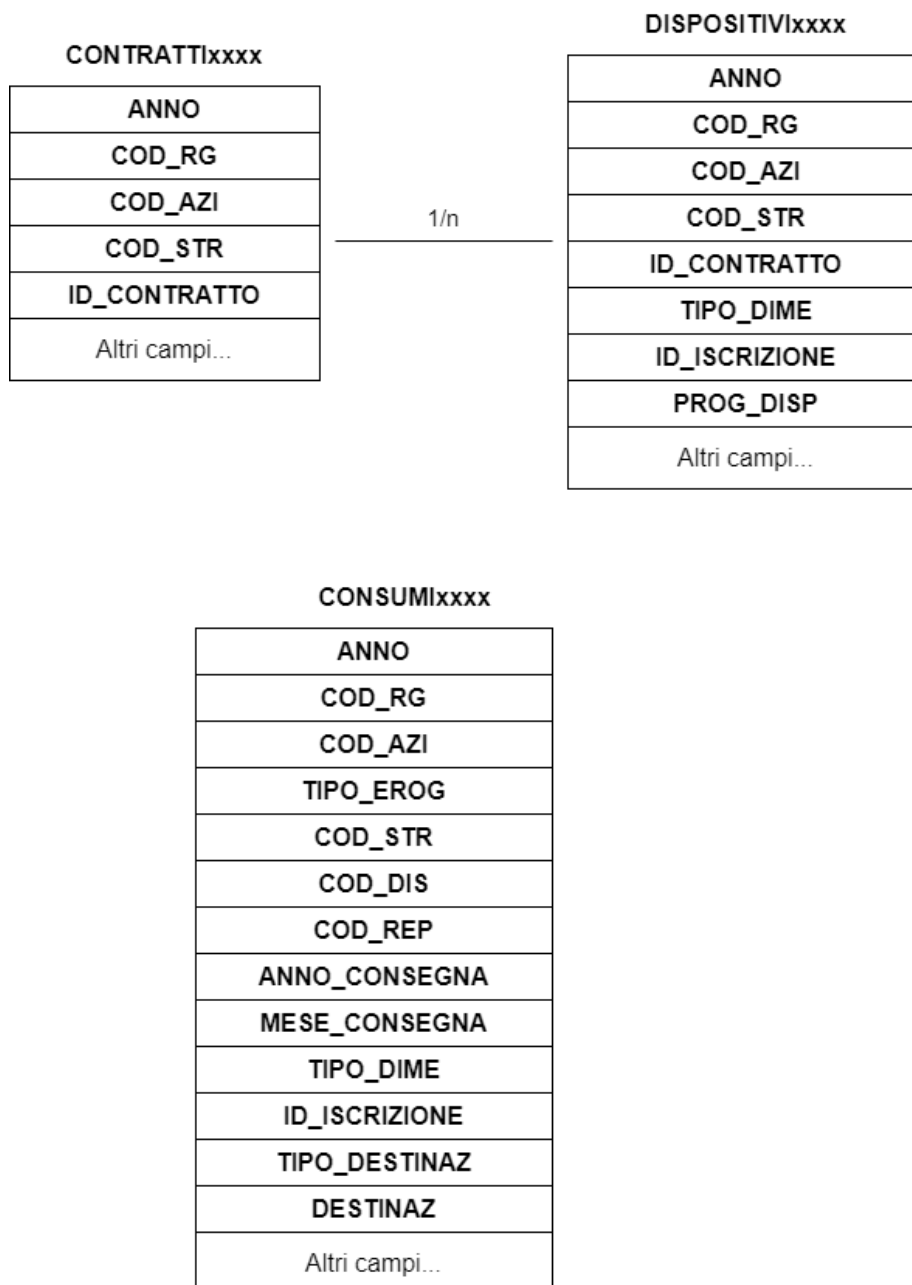 CONTRATTIxxxx
ANNO
COD_RG
COD_AZI
COD_STR
ID_CONTRATTO
Altri campi...
1/n
DISPOSITIVIxxxx
ANNO
COD_RG
COD_AZI
COD_STR
ID_CONTRATTO
TIPO_DIME
ID_ISCRIZIONE
PROG_DISP
Altri campi...
CONSUMIxxxx
ANNO
COD_RG
COD_AZI
TIPO_EROG
COD_STR
COD_DIS
COD_REP
ANNO_CONSEGNA
MESE_CONSEGNA
TIPO_DIME
ID_ISCRIZIONE
TIPO_DESTINAZ
DESTINAZ
Altri campi...